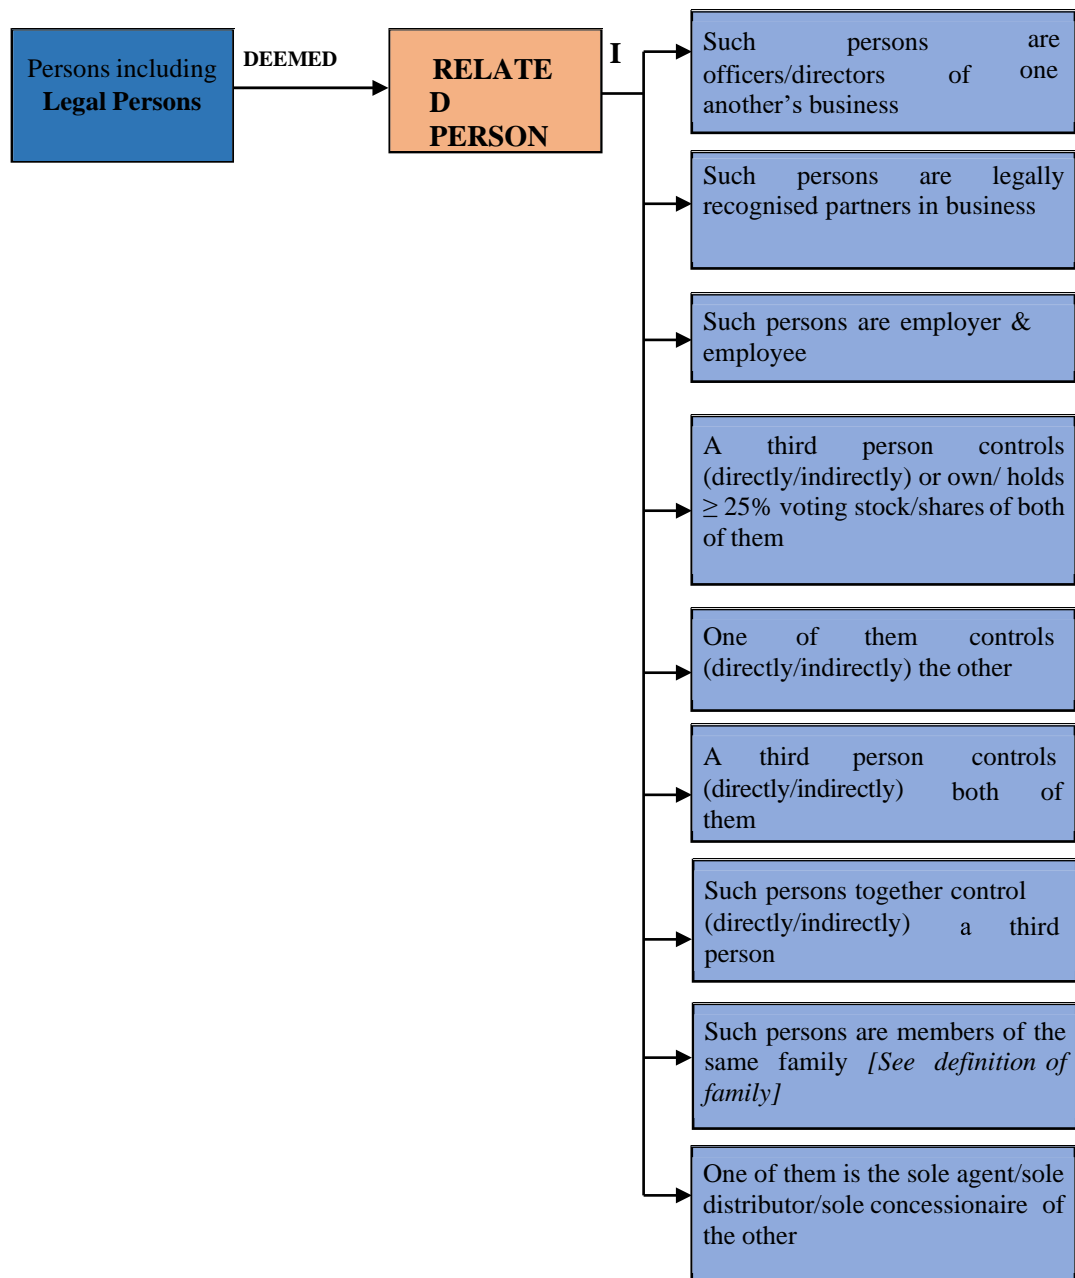 Persons including
Legal Persons
DEEMED
RELATE
D
PERSON
I
Such persons are
officers/directors of one
another’s business
Such persons are legally
recognised partners in business
Such persons are employer &
employee
A third person controls
(directly/indirectly) or own/ holds
≥ 25% voting stock/shares of both
of them
One of them controls
(directly/indirectly) the other
A third person controls
(directly/indirectly) both of
them
Such persons together control
(directly/indirectly) a third
person
Such persons are members of the
same family [See definition of
family]
One of them is the sole agent/sole
distributor/sole concessionaire of
the other